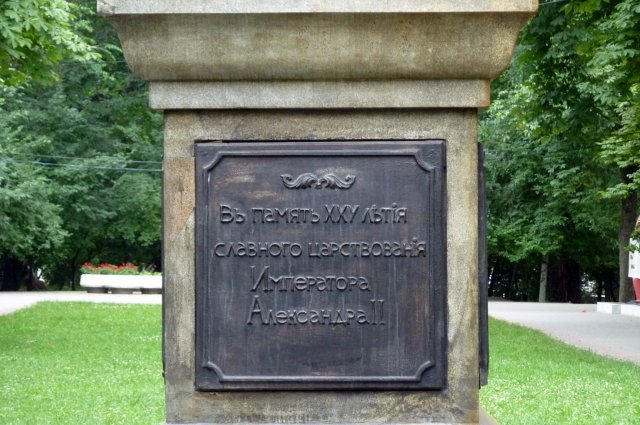 Въ память XXV лѣтія
славного царствованія
Императора
Александра II